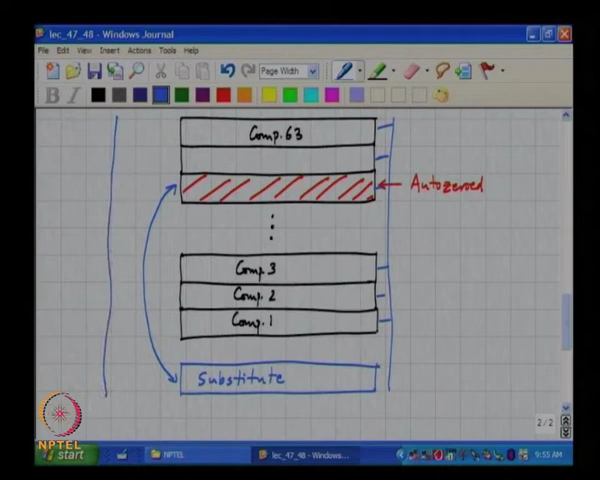 lec_47_48 - Windows Journal
File Edit View Insert Actions Tools Help
Page Width
B I
Comp. 63
Autozeroed
Comp. 3
Comp. 2
Comp. 1
Substitute
2/2
NPTEL
start NPTEL lec_47_48 - Windows... 9:55 AM